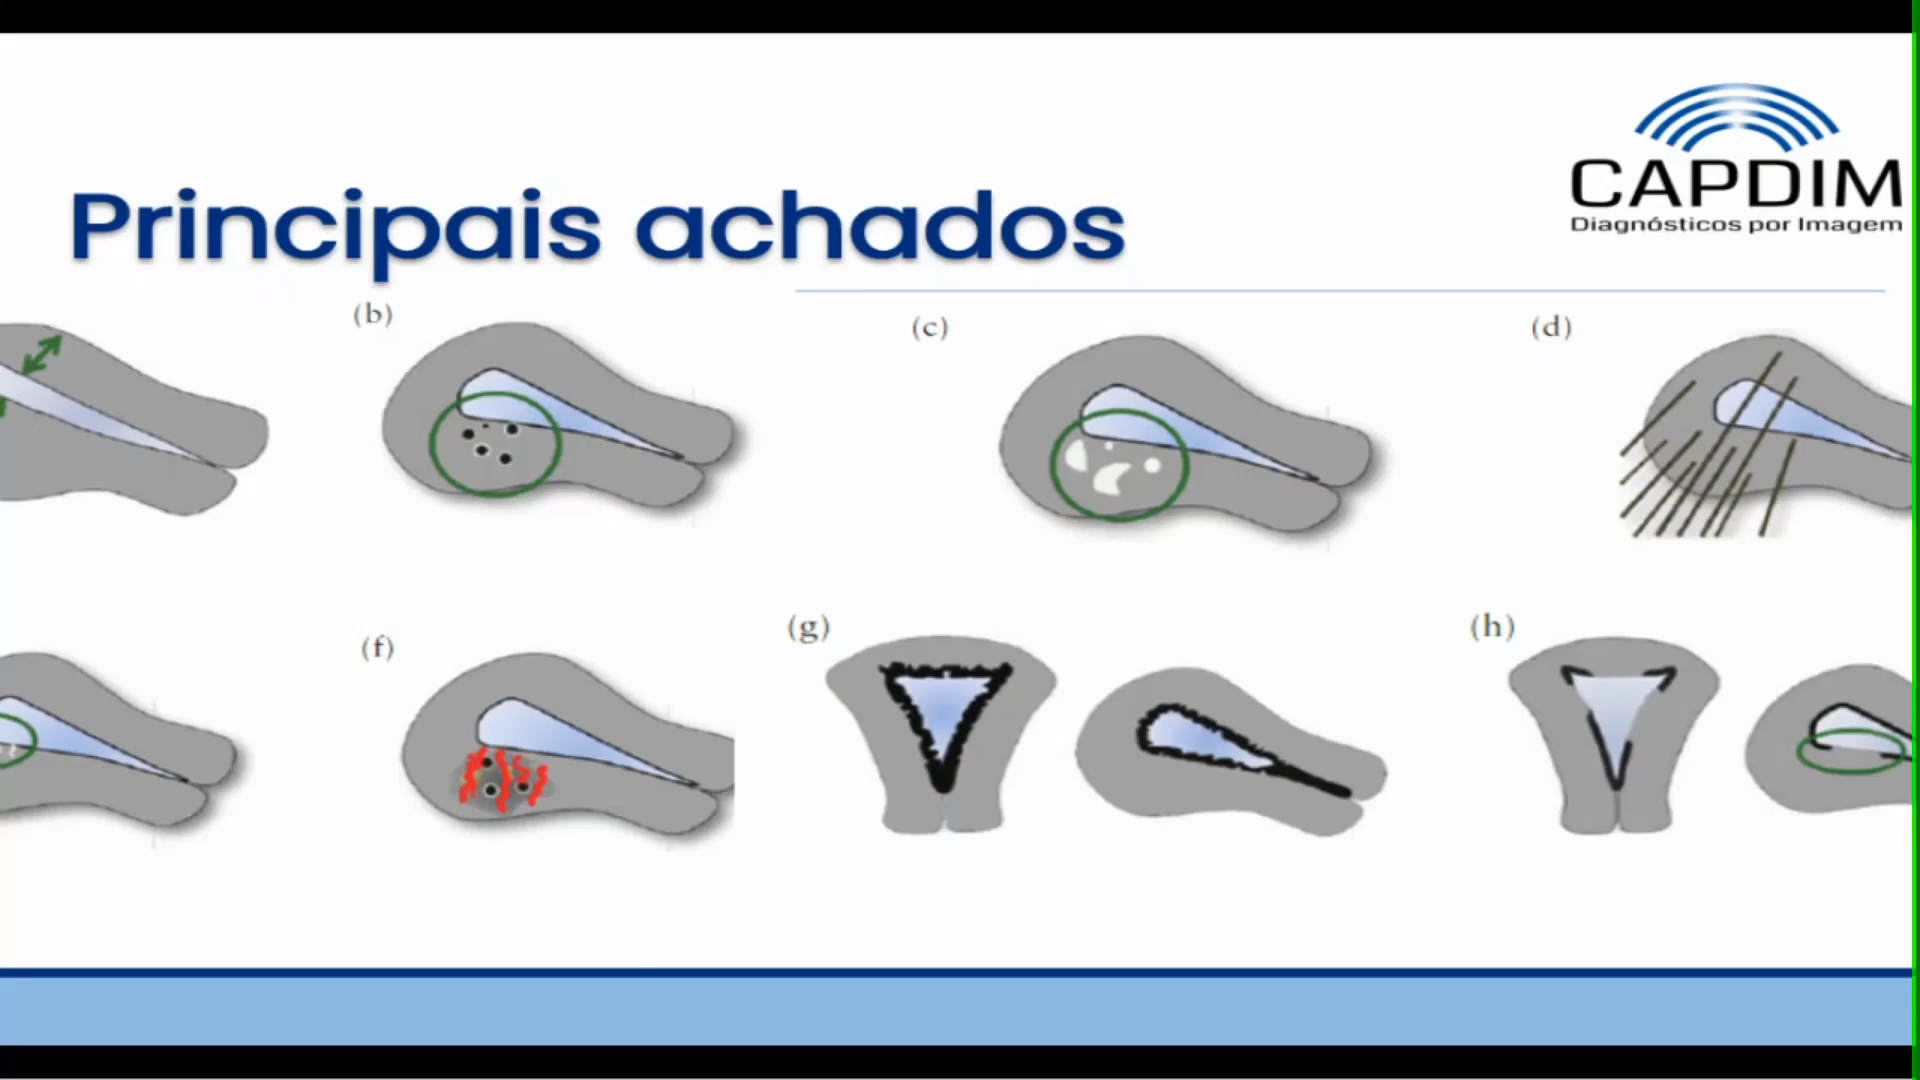 CAPDIM
Diagnósticos por Imagem
Principais achados
(b)
(c)
(d)
(f)
(g)
(h)